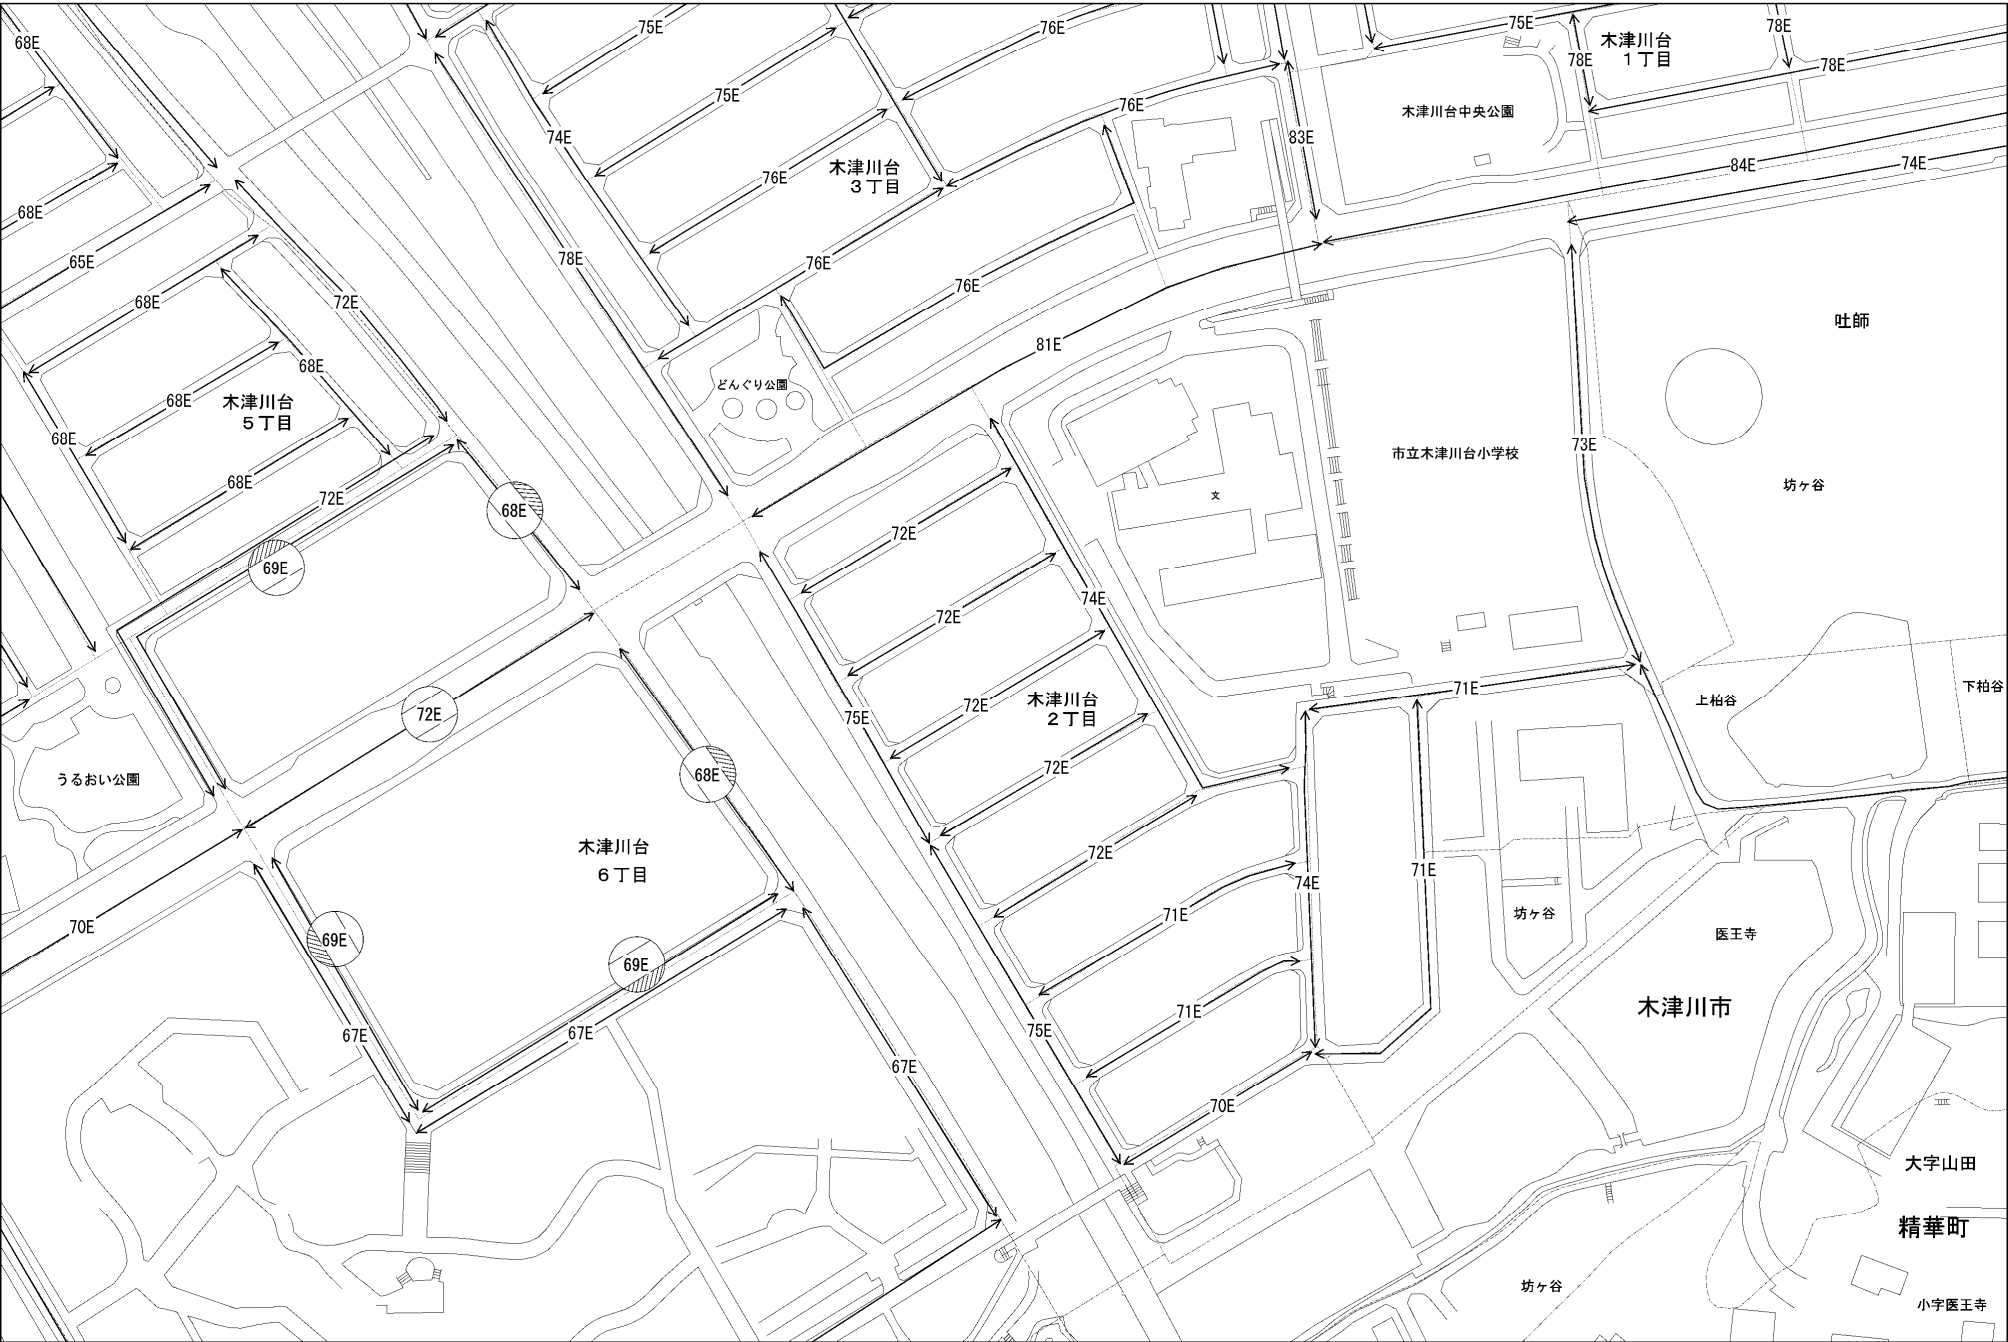 68E
75E
76E
75E
78E
木津川台
１丁目
78E
78E
75E
76E
木津川台中央公園
74E
83E
木津川台
３丁目
76E
84E
74E
68E
65E
78E
76E
76E
68E
72E
吐師
81E
68E
どんぐり公園
68E
木津川台
５丁目
68E
73E
市立木津川台小学校
68E
坊ヶ谷
72E
文
68E
72E
69E
74E
72E
71E
下柏谷
木津川台
２丁目
上柏谷
72E
72E
75E
72E
68E
うるおい公園
木津川台
６丁目
72E
71E
74E
71E
坊ヶ谷
70E
医王寺
69E
69E
木津川市
71E
67E
67E
75E
67E
70E
大字山田
精華町
坊ヶ谷
小字医王寺